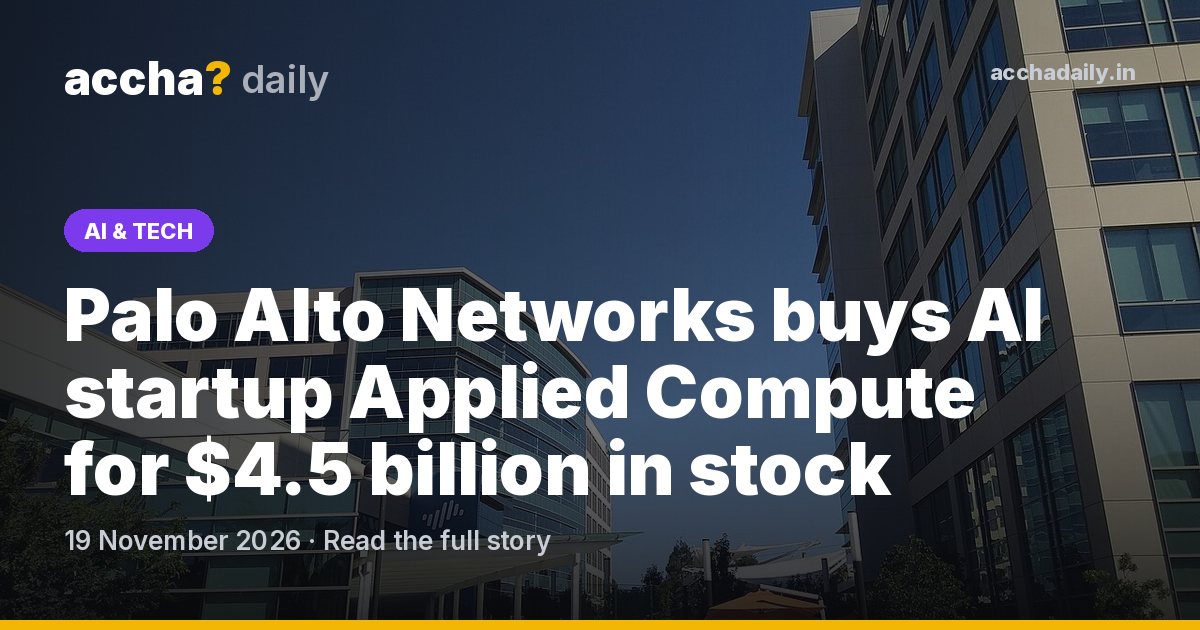 accha? daily
acchadaily.in
AI & TECH
Palo Alto Networks buys AI
startup Applied Compute
for $4.5 billion in stock
19 November 2026 · Read the full story